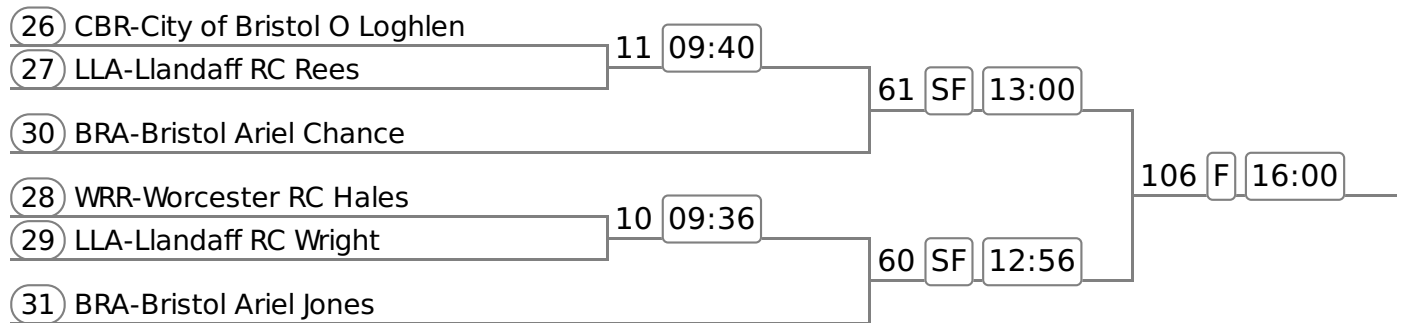 26 CBR-City of Bristol O Loghlen
11 09:40
27 LLA-Llandaff RC Rees
61 SF 13:00
30 BRA-Bristol Ariel Chance
106 F 16:00
28 WRR-Worcester RC Hales
10 09:36
29 LLA-Llandaff RC Wright
60 SF 12:56
31 BRA-Bristol Ariel Jones